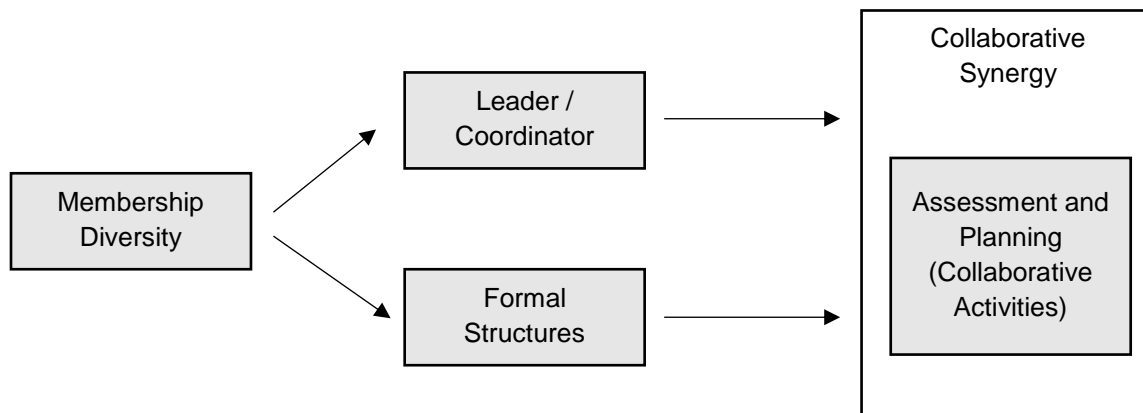 Membership
Diversity
Leader /
Coordinator
Formal
Structures
Collaborative
Synergy
Assessment and
Planning
(Collaborative
Activities)